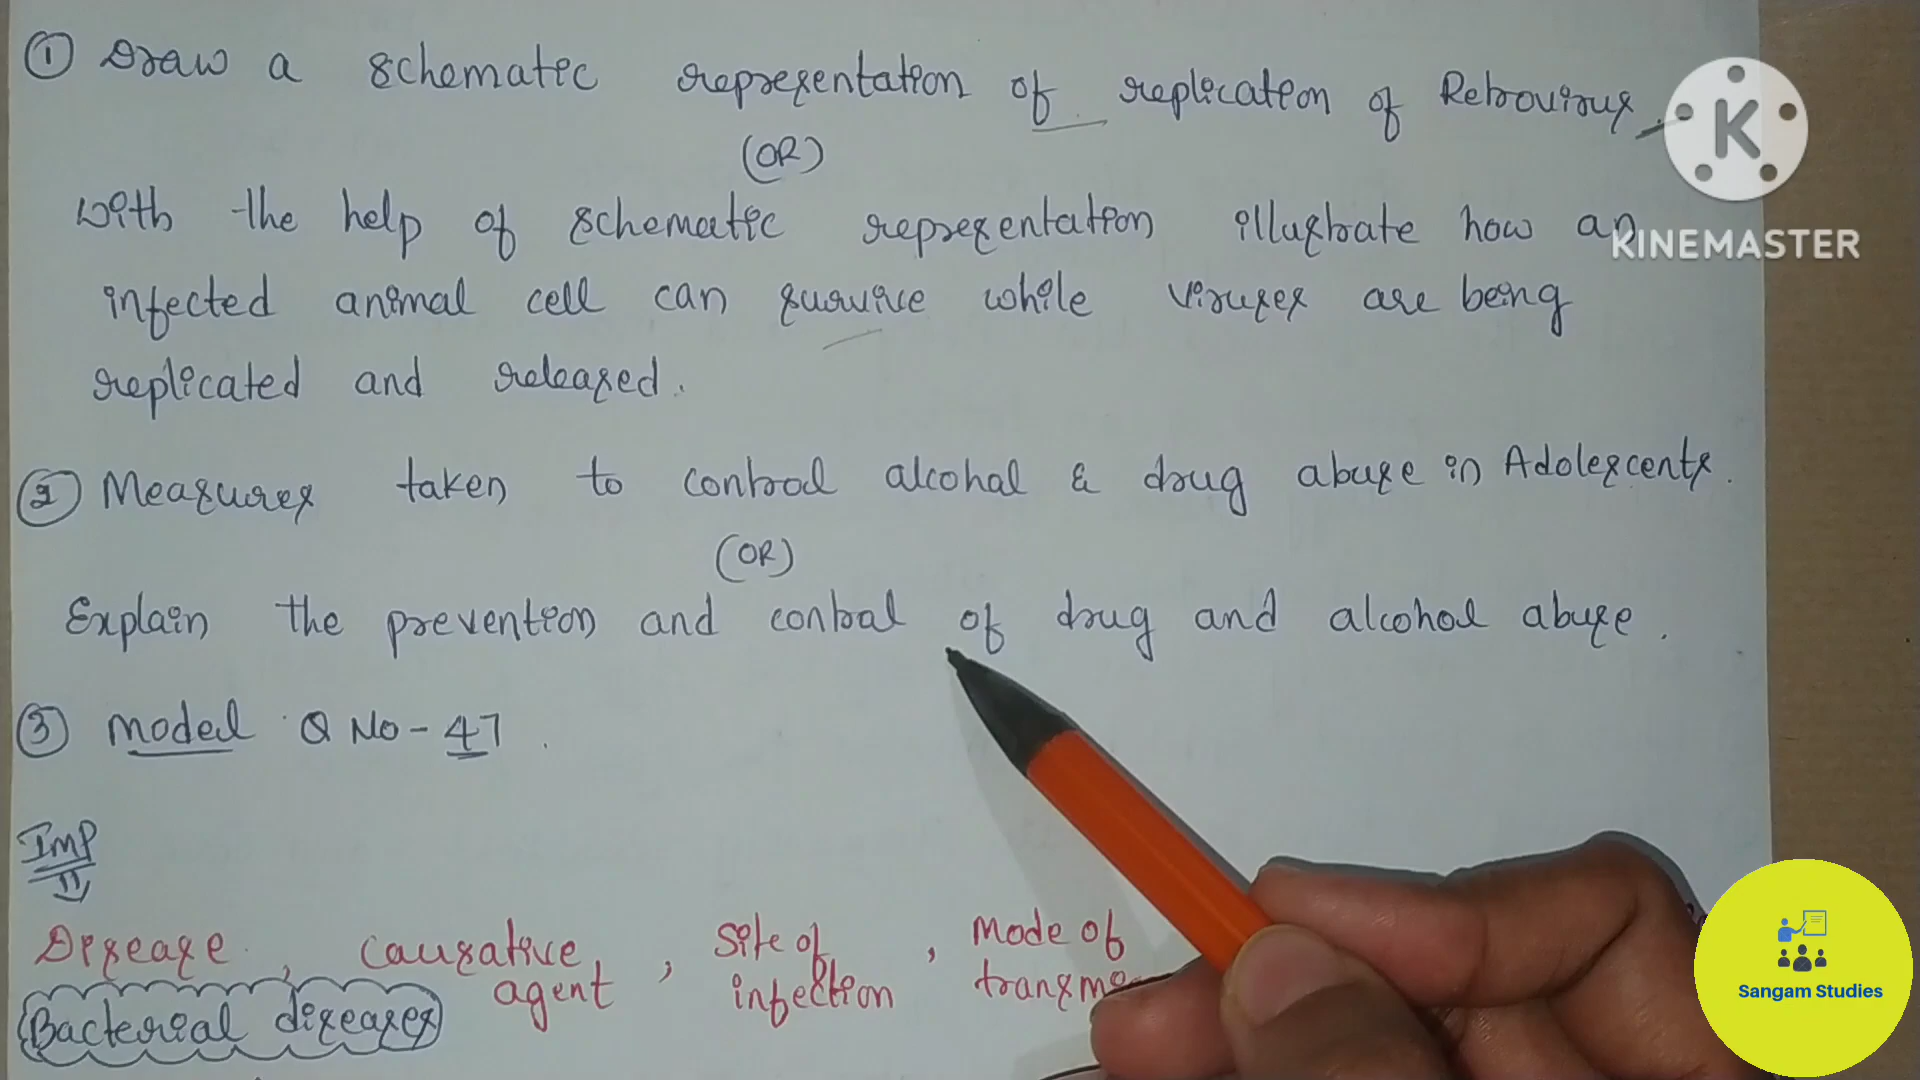 ① Draw a schematic representation of replication of Retrovirus.
(OR)
with the help of schematic representation illustrate how an
infected animal cell can survive while viruses are being
replicated and released.
② Measures taken to control alcohal & drug abuse in Adolescents.
(OR)
Explain the prevention and control of drug and alcohol abuse.
③ Model Q No - 47.
IMP
Disease, causative agent, Site of infection, Mode of
Bacterial diseases
K
KINEMASTER
Sangam Studies